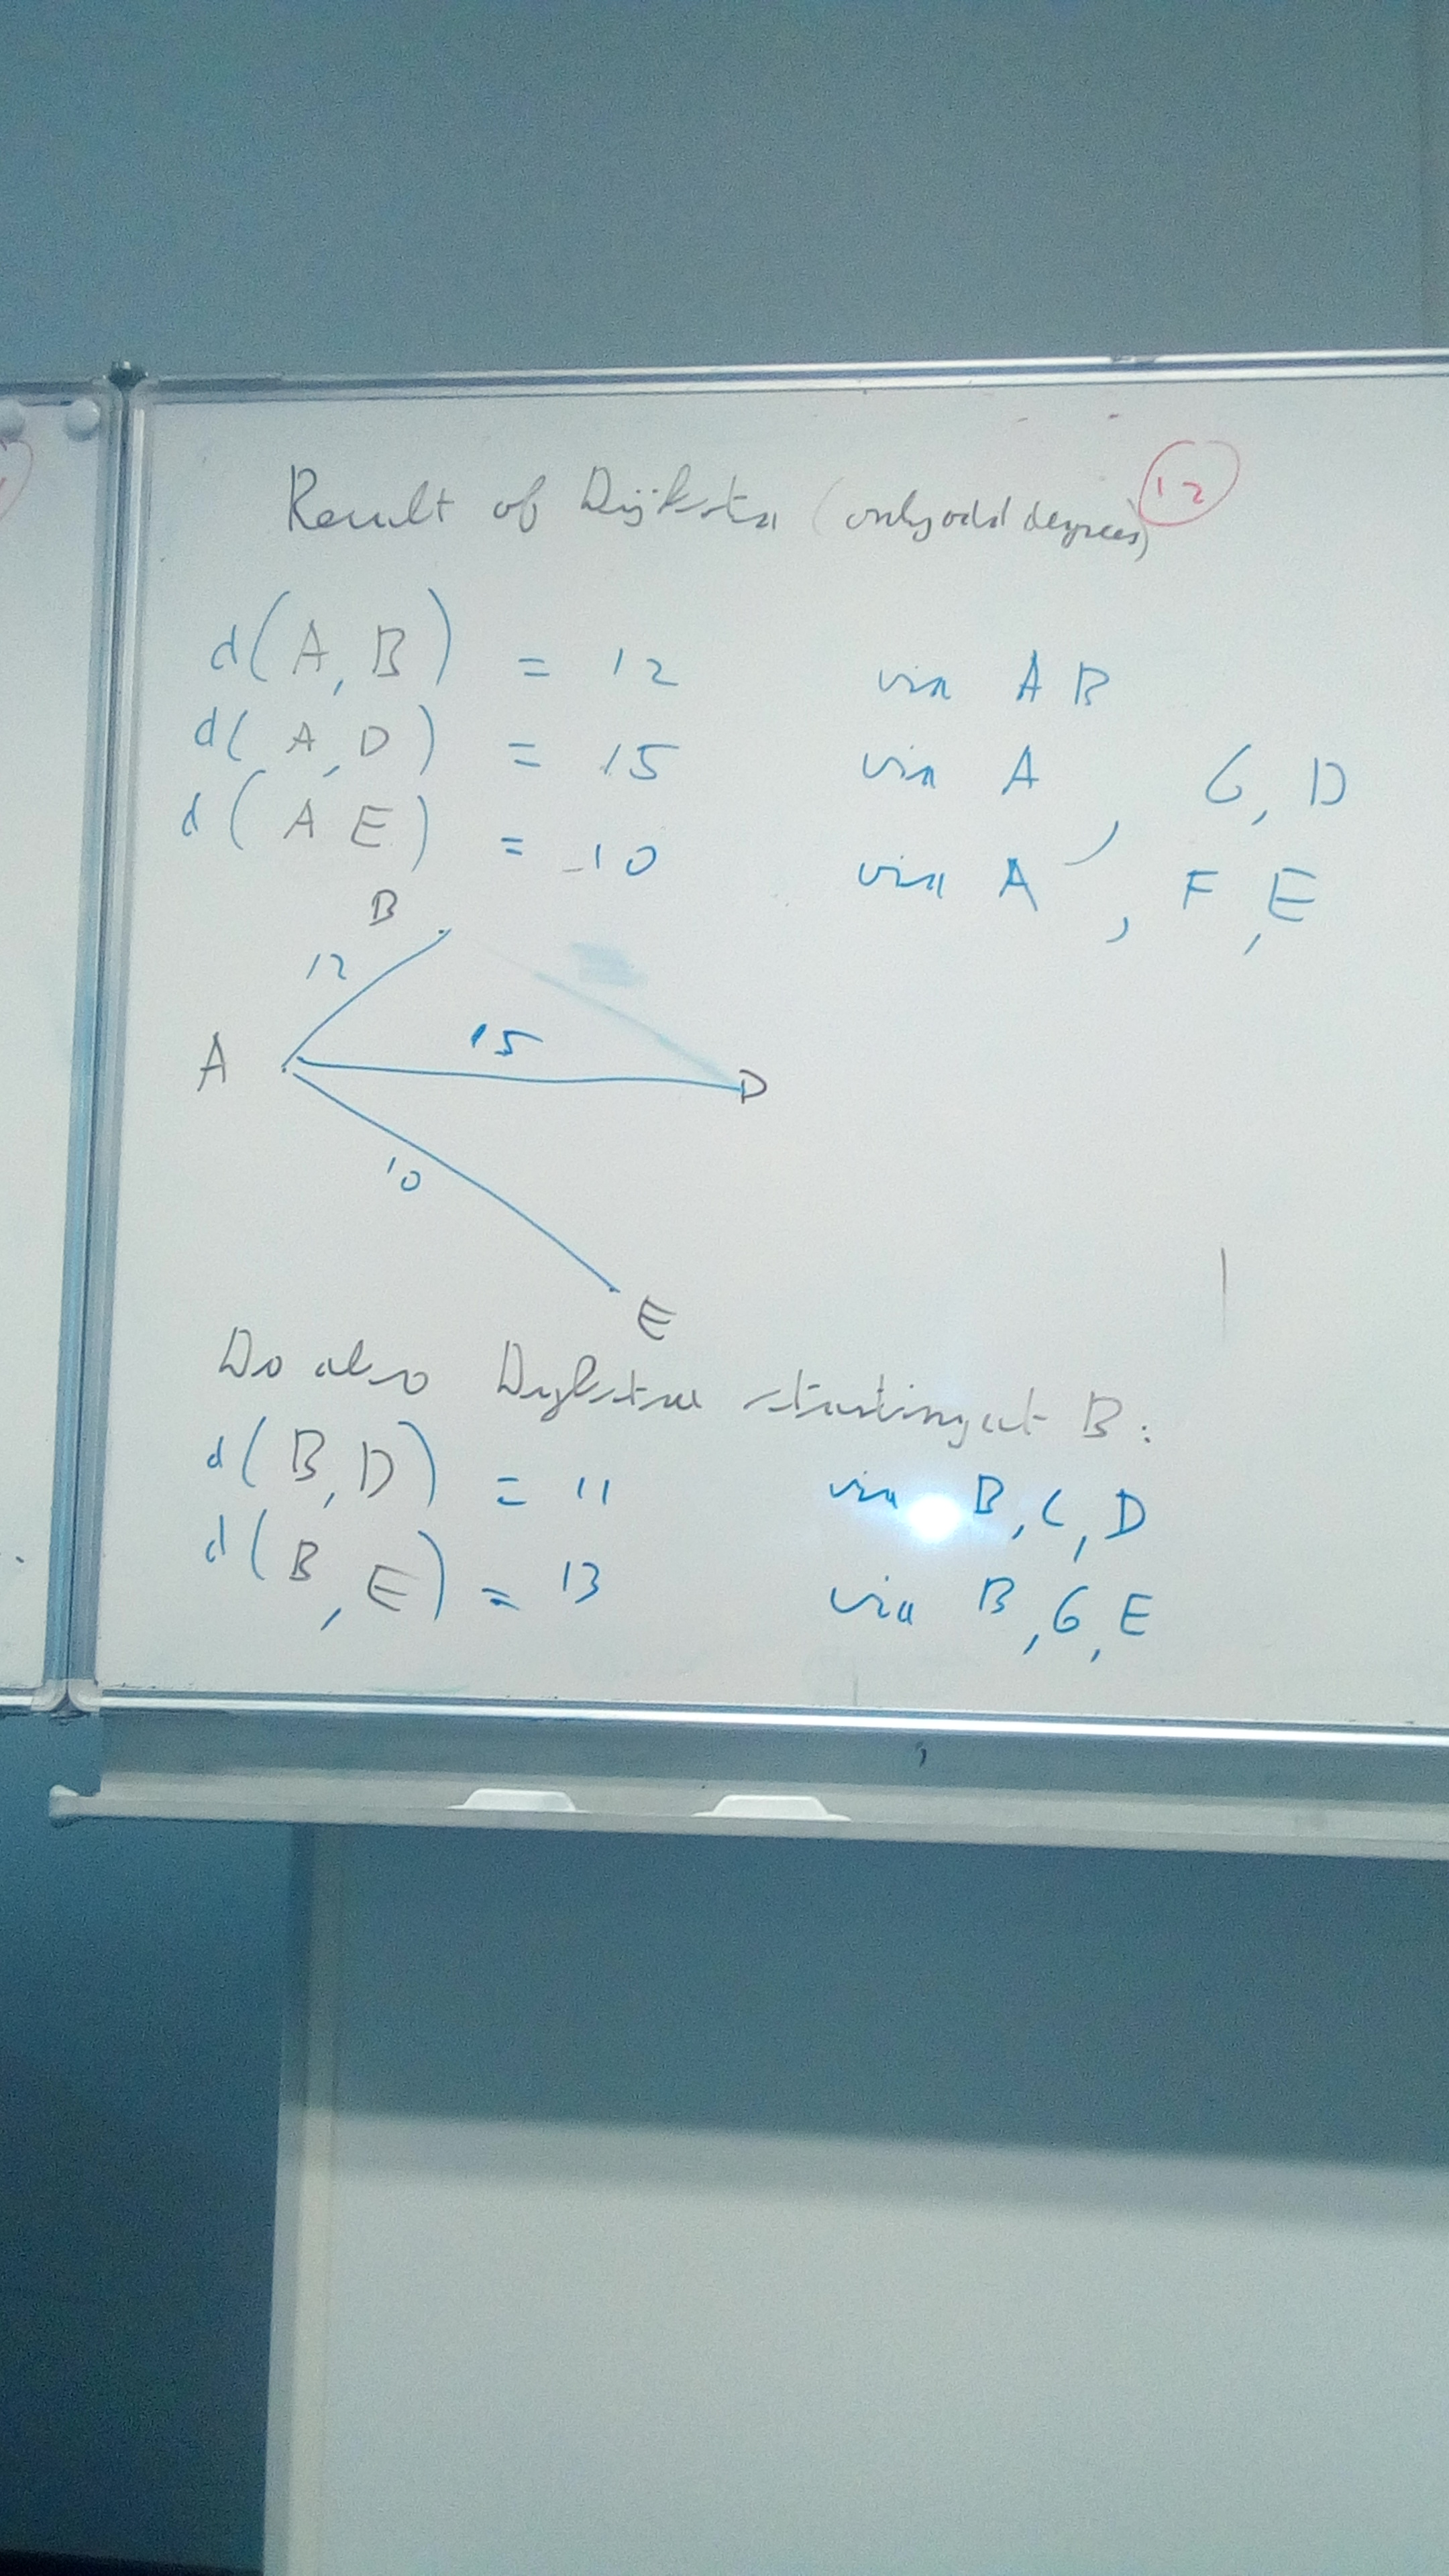 Result of Dijkstra (only odd degrees) 12
d(A, B) = 12 via A B
d(A, D) = 15 via A , G, D
d(A E) = 10 via A , F, E
B
12
15
A
D
10
E
Do also Dijkstra starting at B:
d(B, D) = 11 via B, C, D
d(B, E) = 13 via B, G, E